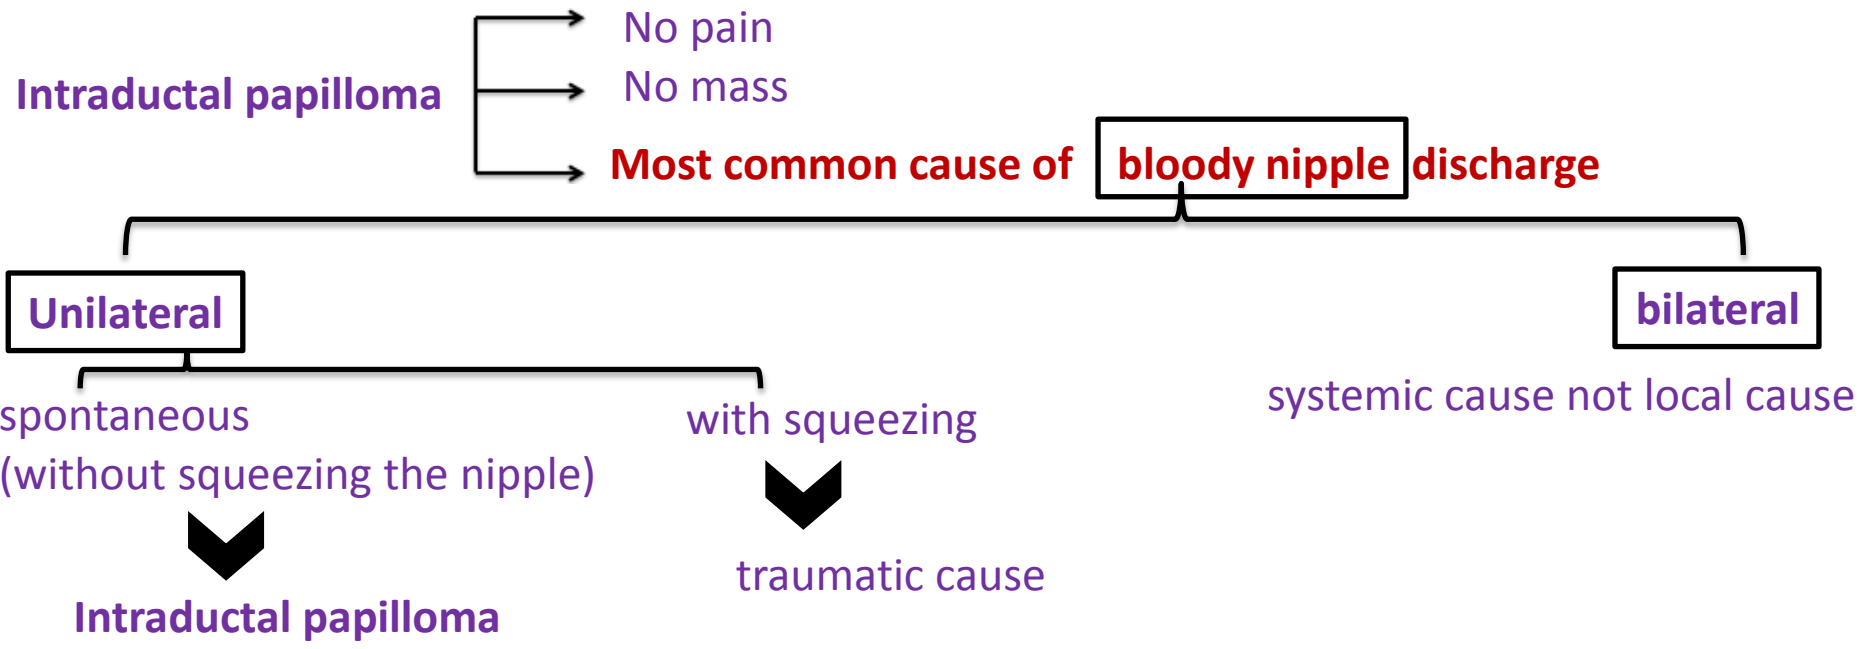 No pain
Intraductal papilloma
No mass
Most common cause of bloody nipple discharge
Unilateral
bilateral
spontaneous
(without squeezing the nipple)
with squeezing
systemic cause not local cause
traumatic cause
Intraductal papilloma